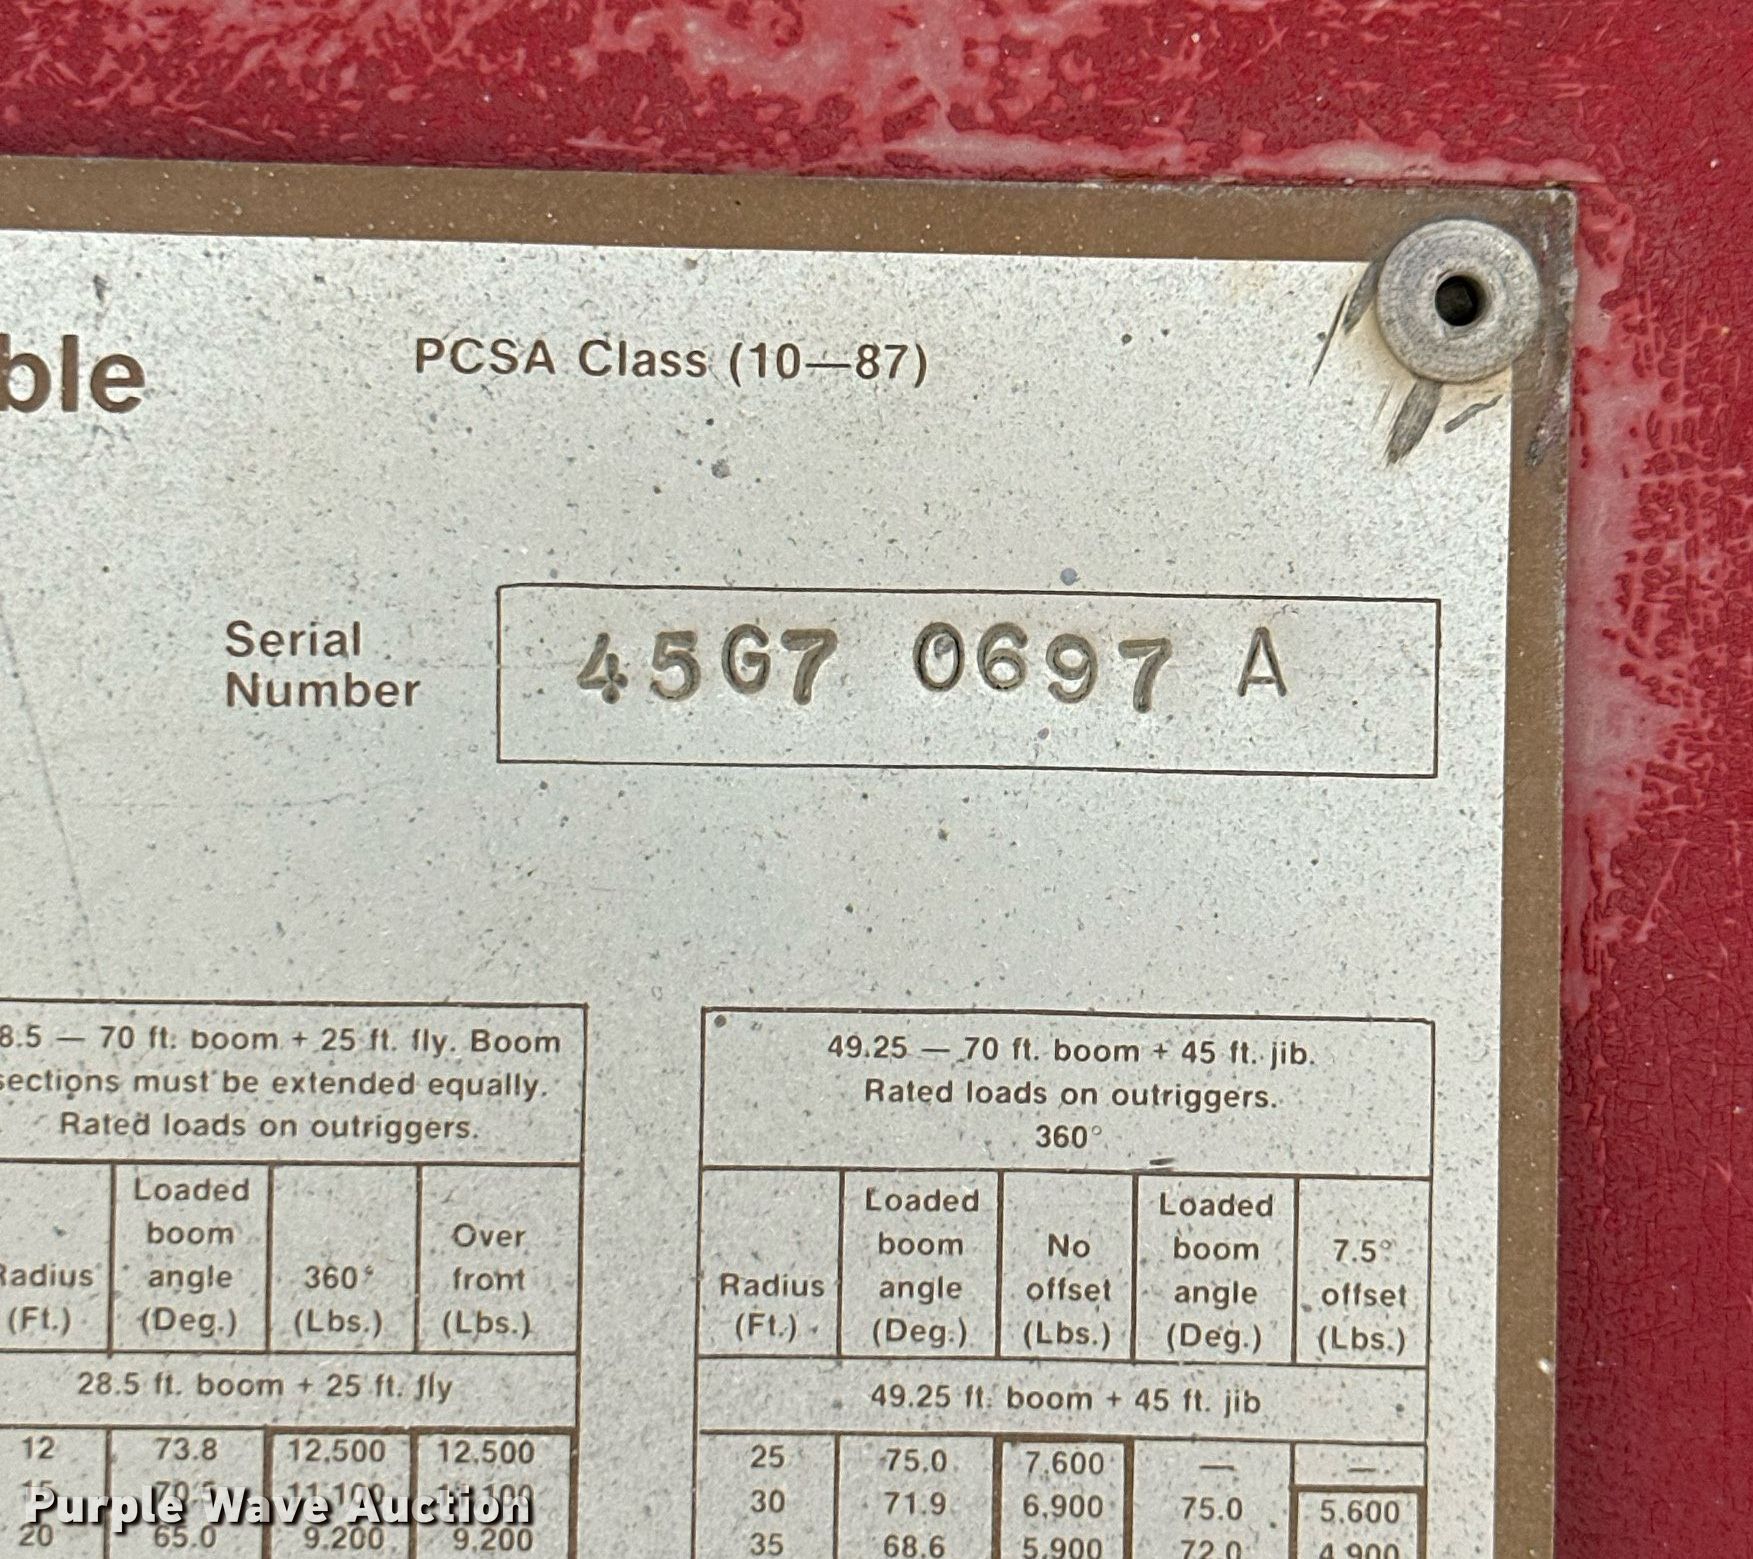 ble
PCSA Class (10—87)
Serial
Number
45G7 0697 A
8.5 — 70 ft. boom + 25 ft. fly. Boom
sections must be extended equally.
Rated loads on outriggers.
Radius
(Ft.)
Loaded
boom
angle
(Deg.)
360°
(Lbs.)
Over
front
(Lbs.)
28.5 ft. boom + 25 ft. fly
12 73.8 12,500 12,500
15
20 65.0 9,200 9,200
49.25 — 70 ft. boom + 45 ft. jib.
Rated loads on outriggers.
360°
Radius
(Ft.)
Loaded
boom
angle
(Deg.)
No
offset
(Lbs.)
Loaded
boom
angle
(Deg.)
7.5°
offset
(Lbs.)
49.25 ft. boom + 45 ft. jib
25 75.0 7,600 — —
30 71.9 6,900 75.0 5,600
35 68.6 5,900 72.0 4,900
Purple Wave Auction